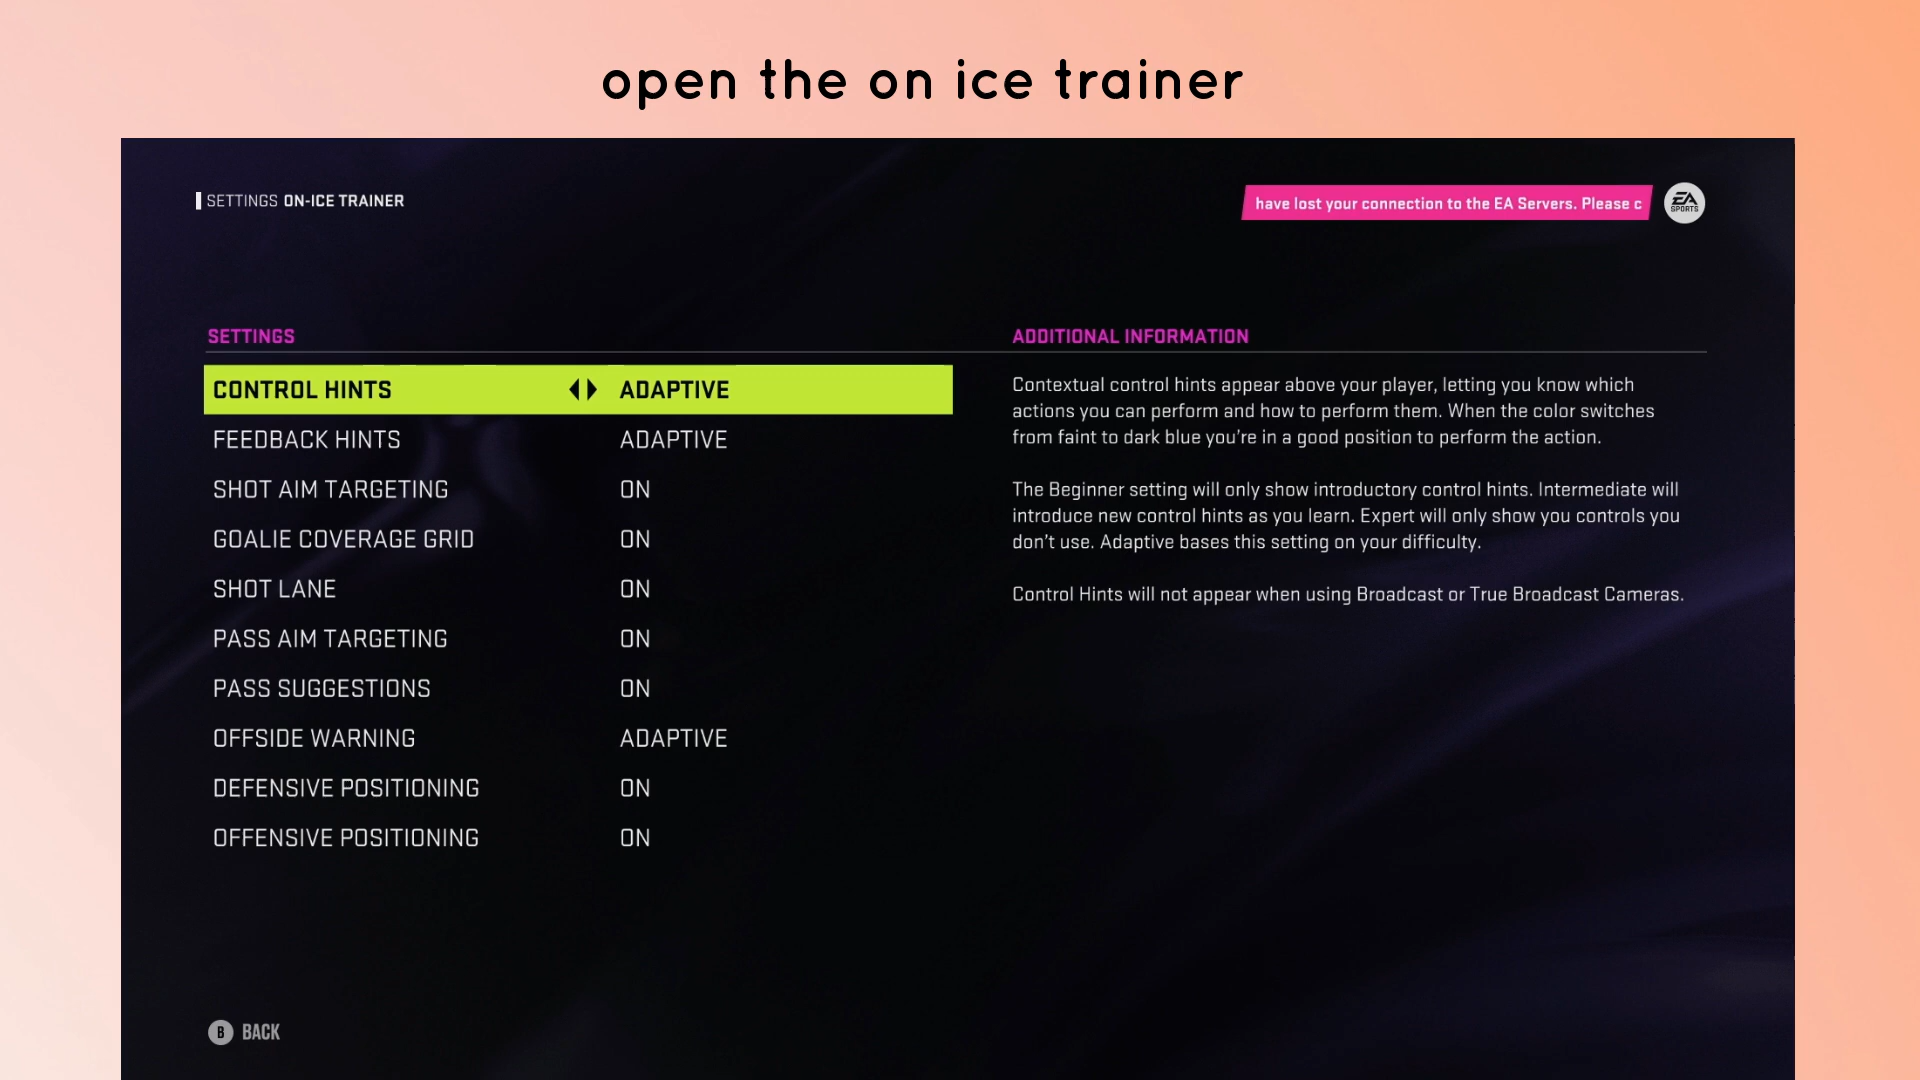 open the on ice trainer
SETTINGS ON-ICE TRAINER
have lost your connection to the EA Servers. Please c
EA
SPORTS
SETTINGS
CONTROL HINTS ADAPTIVE
FEEDBACK HINTS ADAPTIVE
SHOT AIM TARGETING ON
GOALIE COVERAGE GRID ON
SHOT LANE ON
PASS AIM TARGETING ON
PASS SUGGESTIONS ON
OFFSIDE WARNING ADAPTIVE
DEFENSIVE POSITIONING ON
OFFENSIVE POSITIONING ON
ADDITIONAL INFORMATION
Contextual control hints appear above your player, letting you know which
actions you can perform and how to perform them. When the color switches
from faint to dark blue you're in a good position to perform the action.
The Beginner setting will only show introductory control hints. Intermediate will
introduce new control hints as you learn. Expert will only show you controls you
don't use. Adaptive bases this setting on your difficulty.
Control Hints will not appear when using Broadcast or True Broadcast Cameras.
B BACK